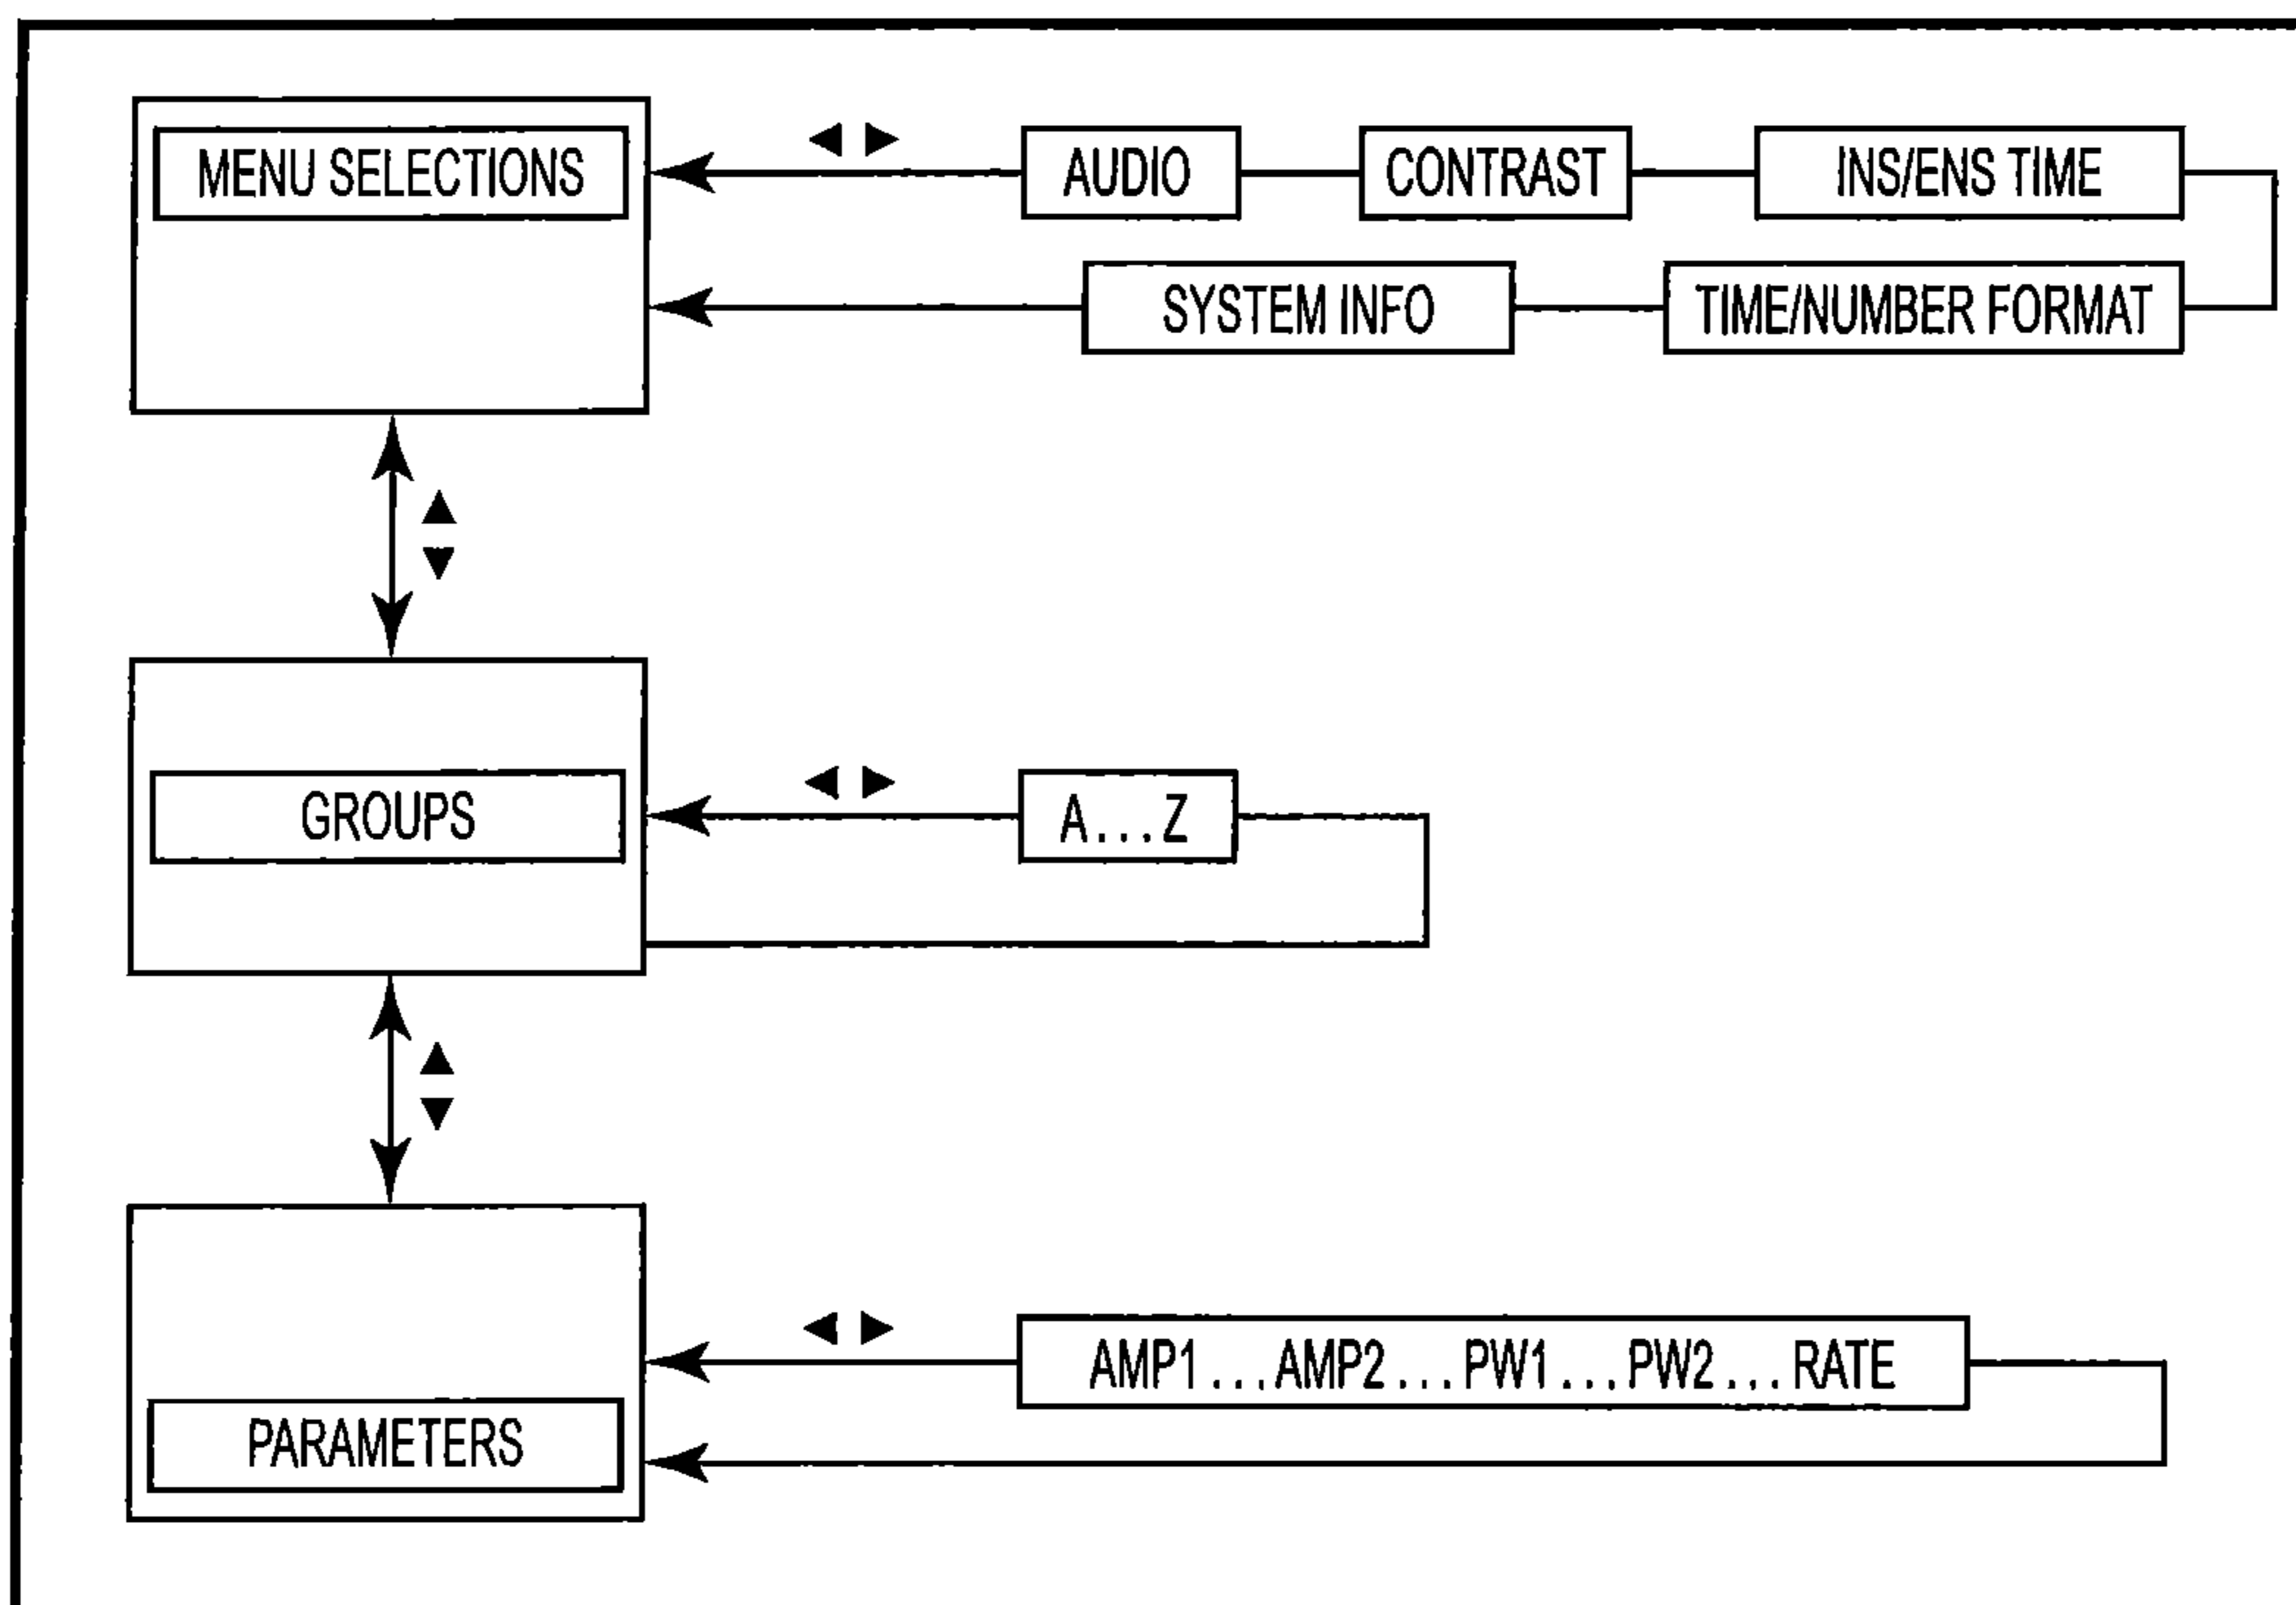 MENU SELECTIONS
AUDIO
CONTRAST
INS/ENS TIME
SYSTEM INFO
TIME/NUMBER FORMAT
GROUPS
A...Z
AMP1...AMP2...PW1...PW2...RATE
PARAMETERS